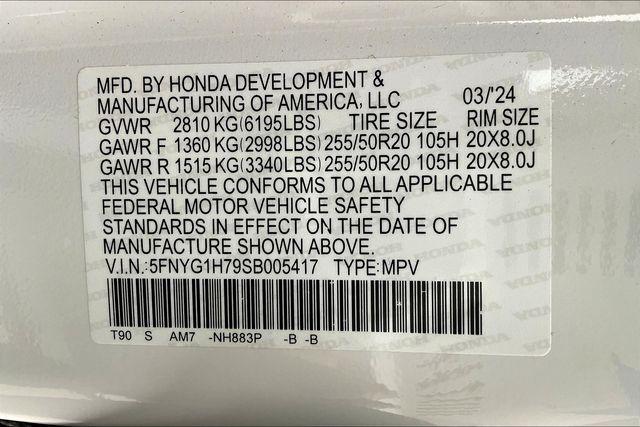 MFD. BY HONDA DEVELOPMENT &
MANUFACTURING OF AMERICA, LLC 03/'24
GVWR 2810 KG(6195LBS) TIRE SIZE RIM SIZE
GAWR F 1360 KG(2998LBS) 255/50R20 105H 20X8.0J
GAWR R 1515 KG(3340LBS) 255/50R20 105H 20X8.0J
THIS VEHICLE CONFORMS TO ALL APPLICABLE
FEDERAL MOTOR VEHICLE SAFETY
STANDARDS IN EFFECT ON THE DATE OF
MANUFACTURE SHOWN ABOVE.
V.I.N.:5FNYG1H79SB005417 TYPE:MPV
T90 S AM7 -NH883P -B -B